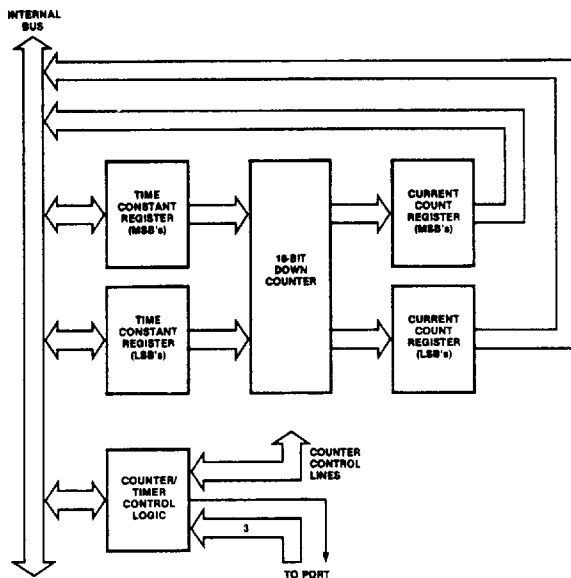 INTERNAL
BUS
TIME
CONSTANT
REGISTER
(MSB's)
16-BIT
DOWN
COUNTER
CURRENT
COUNT
REGISTER
(MSB's)
TIME
CONSTANT
REGISTER
(LSB's)
CURRENT
COUNT
REGISTER
(LSB's)
COUNTER/
TIMER
CONTROL
LOGIC
COUNTER
CONTROL
LINES
3
TO PORT